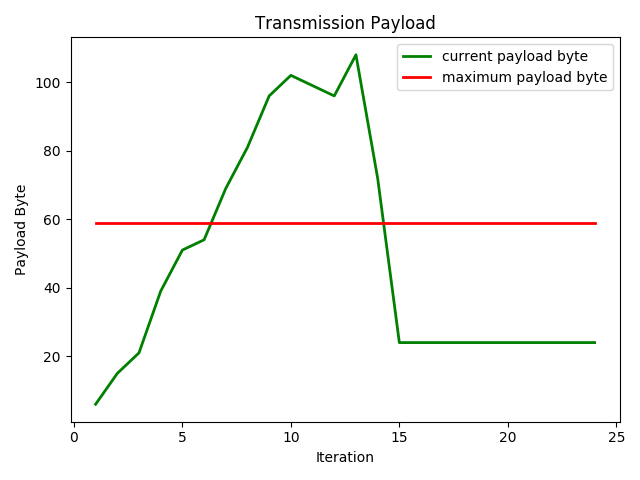 Transmission Payload
current payload byte
maximum payload byte
Payload Byte
100
80
60
40
20
0
5
10
15
20
25
Iteration